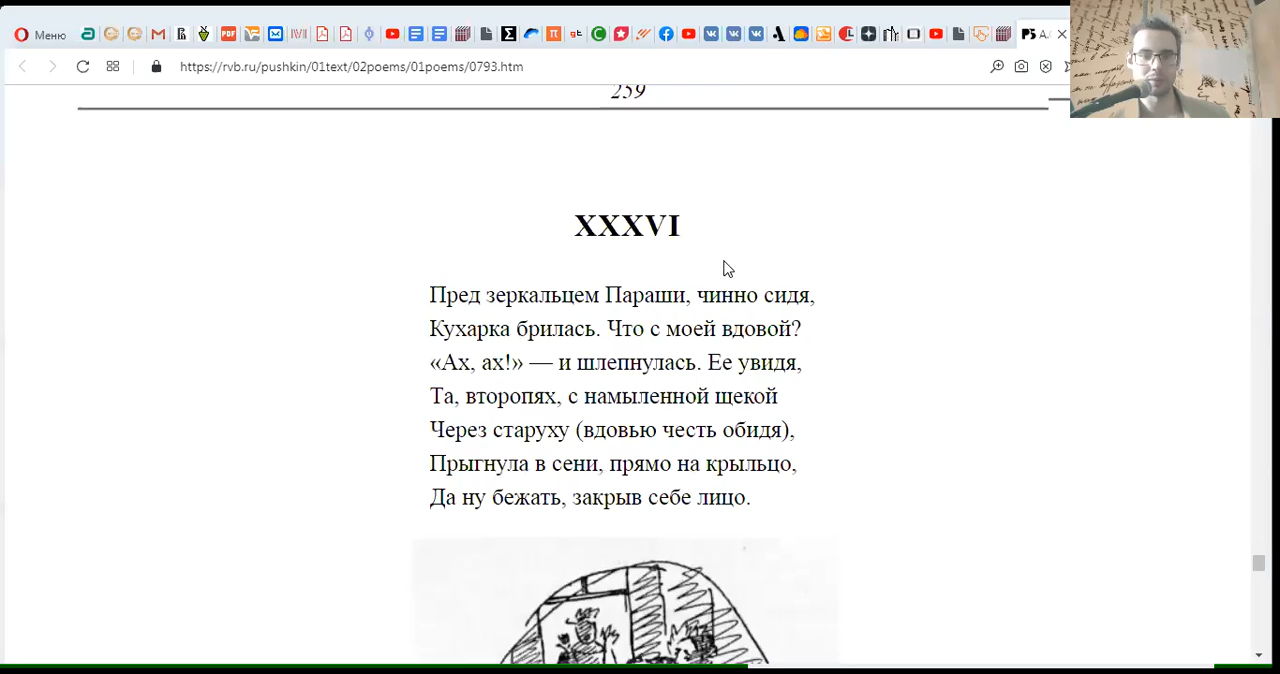 Меню
https://rvb.ru/pushkin/01text/02poems/01poems/0793.htm
259
XXXVI
Пред зеркальцем Параши, чинно сидя,
Кухарка брилась. Что с моей вдовой?
«Ах, ах!» — и шлепнулась. Ее увидя,
Та, второпях, с намыленной щекой
Через старуху (вдовью честь обидя),
Прыгнула в сени, прямо на крыльцо,
Да ну бежать, закрыв себе лицо.